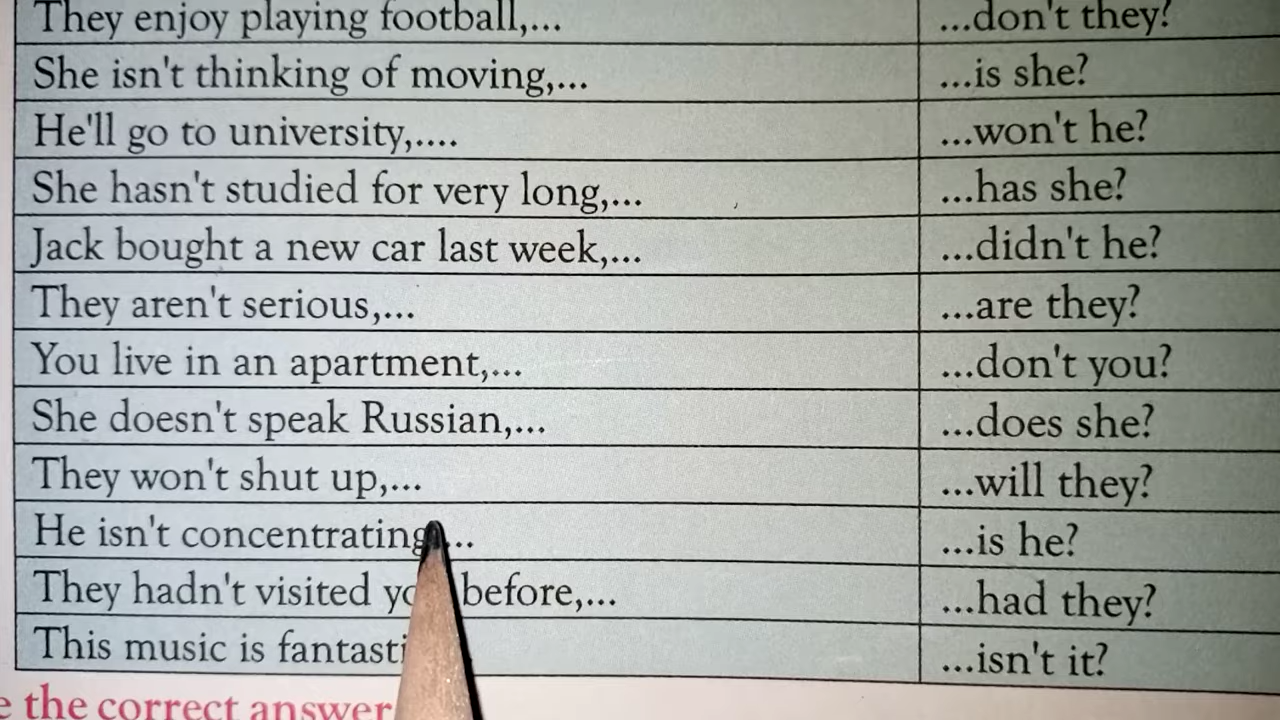 They enjoy playing football,... ...don't they?
She isn't thinking of moving,... ...is she?
He'll go to university,.... ...won't he?
She hasn't studied for very long,... ...has she?
Jack bought a new car last week,... ...didn't he?
They aren't serious,... ...are they?
You live in an apartment,... ...don't you?
She doesn't speak Russian,... ...does she?
They won't shut up,... ...will they?
He isn't concentrating... ...is he?
They hadn't visited before,... ...had they?
This music is ...isn't it?
the correct answer